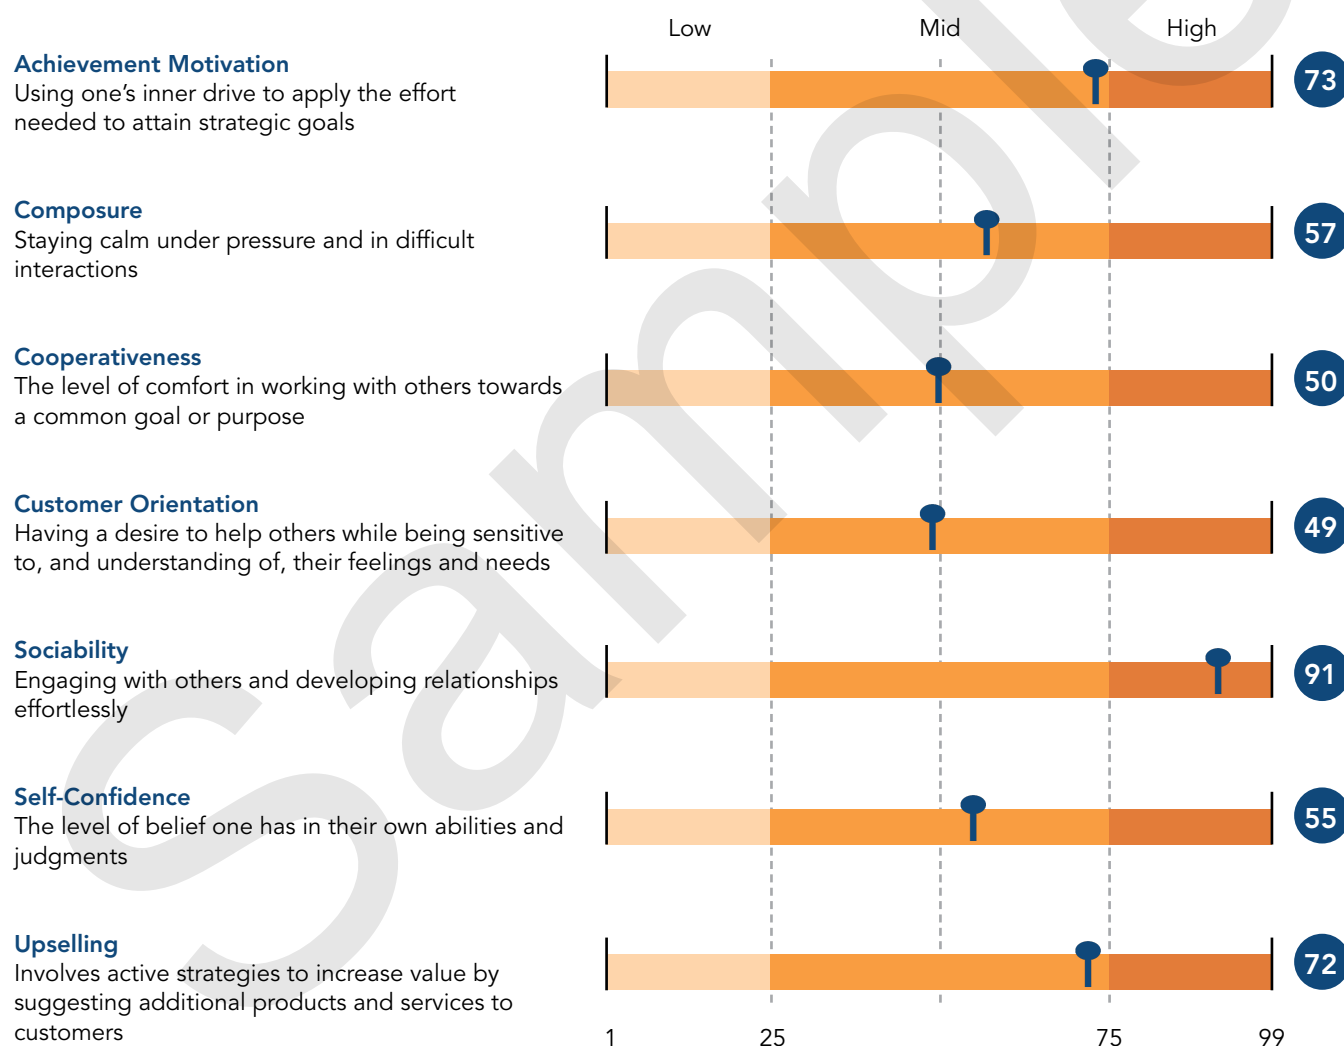 Low Mid High
Achievement Motivation
Using one’s inner drive to apply the effort
needed to attain strategic goals
73
Composure
Staying calm under pressure and in difficult
interactions
57
Cooperativeness
The level of comfort in working with others towards
a common goal or purpose
50
Customer Orientation
Having a desire to help others while being sensitive
to, and understanding of, their feelings and needs
49
Sociability
Engaging with others and developing relationships
effortlessly
91
Self-Confidence
The level of belief one has in their own abilities and
judgments
55
Upselling
Involves active strategies to increase value by
suggesting additional products and services to
customers
72
1 25 75 99
Sample